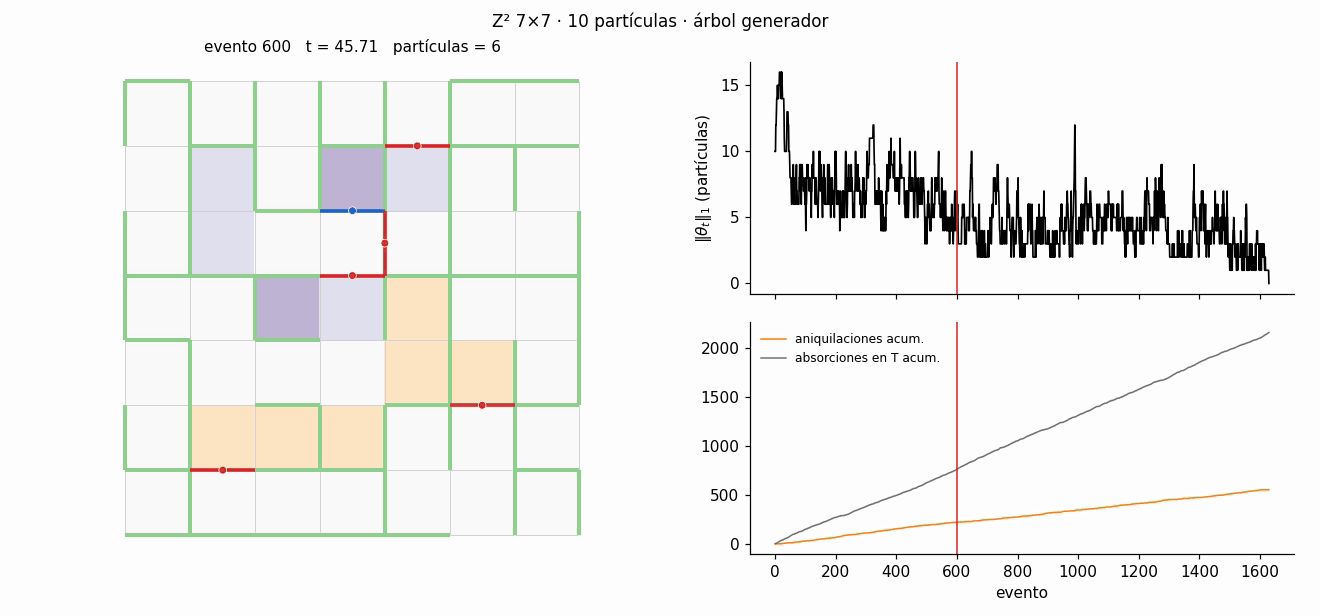 Z² 7×7 · 10 partículas · árbol generador
evento 600 t = 45.71 partículas = 6
‖θₜ‖₁ (partículas)
15
10
5
0
aniquilaciones acum.
absorciones en T acum.
2000
1500
1000
500
0
0 200 400 600 800 1000 1200 1400 1600
evento